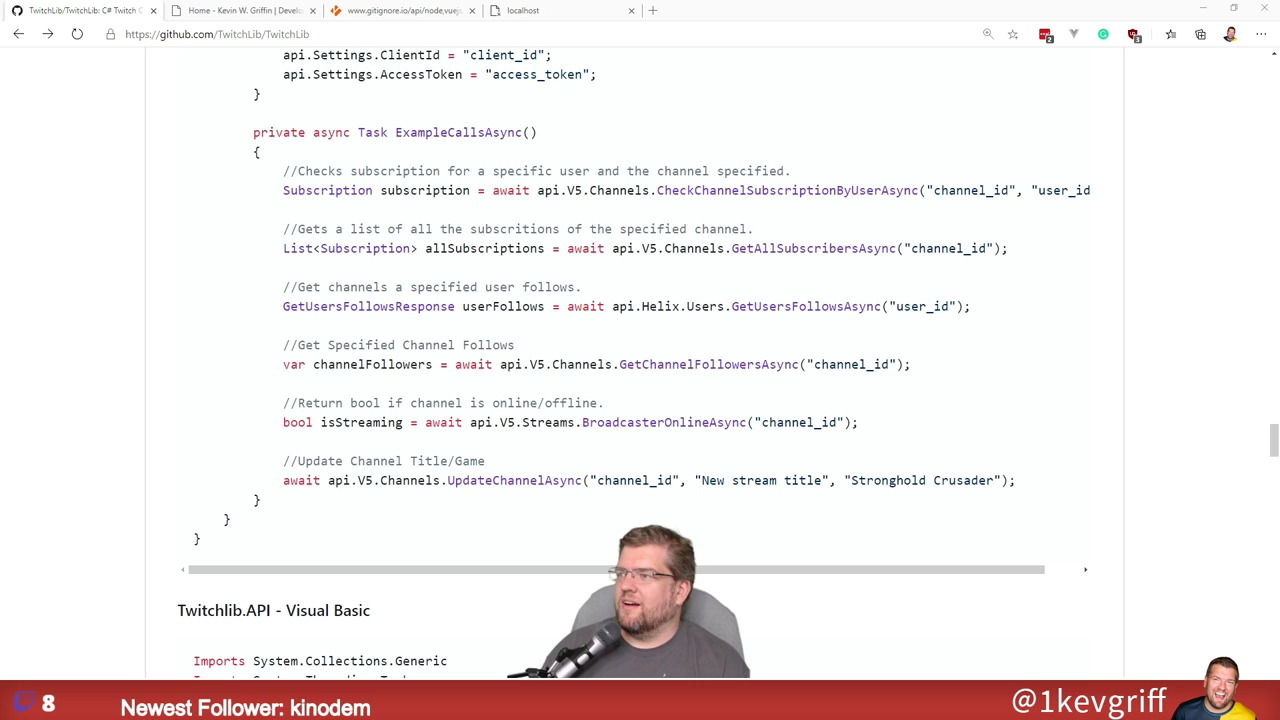 TwitchLib/TwitchLib: C# Twitch C
Home - Kevin W. Griffin | Develo
www.gitignore.io/api/node,vuejs
localhost
https://github.com/TwitchLib/TwitchLib
api.Settings.ClientId = "client_id";
api.Settings.AccessToken = "access_token";
}
private async Task ExampleCallsAsync()
{
//Checks subscription for a specific user and the channel specified.
Subscription subscription = await api.V5.Channels.CheckChannelSubscriptionByUserAsync("channel_id", "user_id
//Gets a list of all the subscritions of the specified channel.
List<Subscription> allSubscriptions = await api.V5.Channels.GetAllSubscribersAsync("channel_id");
//Get channels a specified user follows.
GetUsersFollowsResponse userFollows = await api.Helix.Users.GetUsersFollowsAsync("user_id");
//Get Specified Channel Follows
var channelFollowers = await api.V5.Channels.GetChannelFollowersAsync("channel_id");
//Return bool if channel is online/offline.
bool isStreaming = await api.V5.Streams.BroadcasterOnlineAsync("channel_id");
//Update Channel Title/Game
await api.V5.Channels.UpdateChannelAsync("channel_id", "New stream title", "Stronghold Crusader");
}
}
}
Twitchlib.API - Visual Basic
Imports System.Collections.Generic
8
Newest Follower: kinodem
@1kevgriff